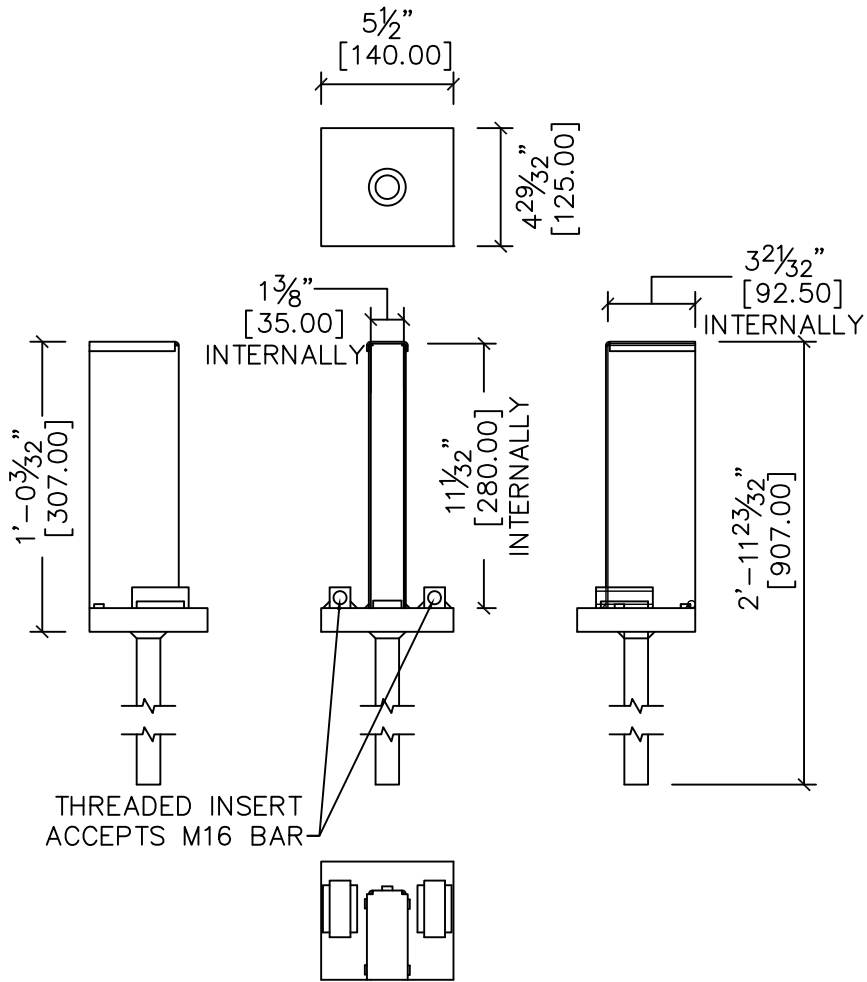 5½”
[140.00]
4²⁹⁄₃₂”
[125.00]
1⅜”
[35.00]
INTERNALLY
3²¹⁄₃₂”
[92.50]
INTERNALLY
1’–0³⁄₃₂”
[307.00]
11¹⁄₃₂”
[280.00]
INTERNALLY
2’–11²³⁄₃₂”
[907.00]
THREADED INSERT
ACCEPTS M16 BAR